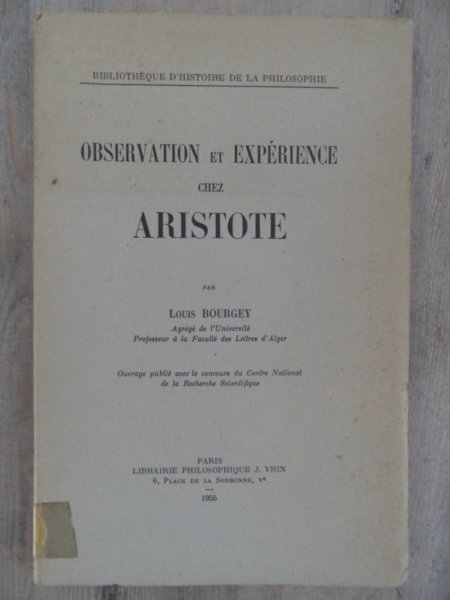 BIBLIOTHÈQUE D'HISTOIRE DE LA PHILOSOPHIE
OBSERVATION ET EXPÉRIENCE
CHEZ
ARISTOTE
PAR
LOUIS BOURGEY
Agrégé de l'Université
Professeur à la Faculté des Lettres d'Alger
Ouvrage publié avec le concours du Centre National
de la Recherche Scientifique
PARIS
LIBRAIRIE PHILOSOPHIQUE J. VRIN
6, PLACE DE LA SORBONNE, Vᵉ
1955